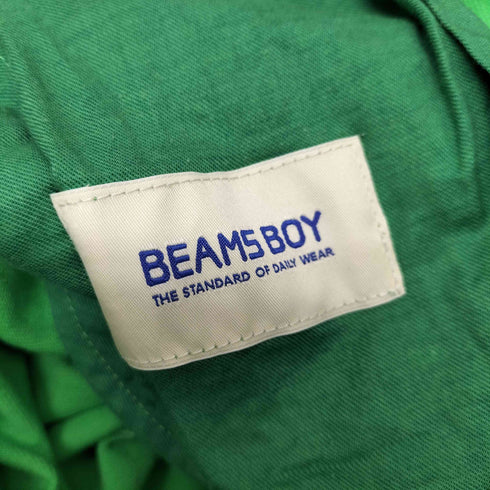 BEAMS BOY
THE STANDARD OF DAILY WEAR